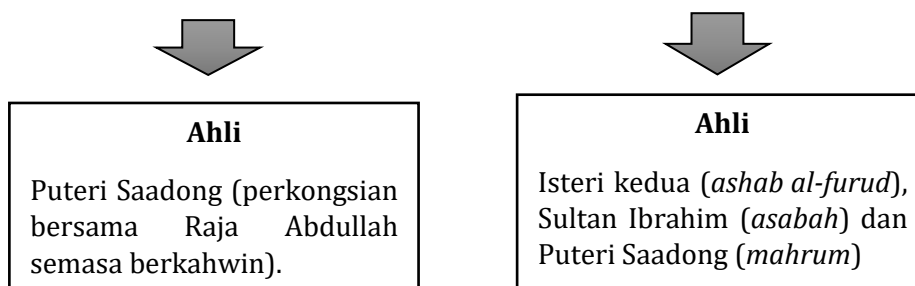 Ahli
Puteri Saadong (perkongsian
bersama Raja Abdullah
semasa berkahwin).
Ahli
Isteri kedua (ashab al-furud),
Sultan Ibrahim (asabah) dan
Puteri Saadong (mahrum)